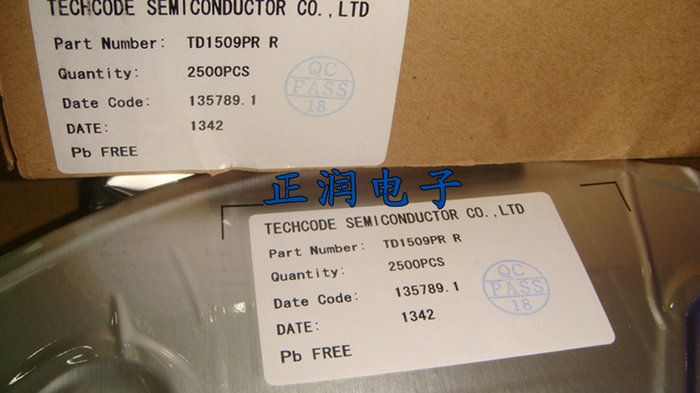 TECHCODE SEMICONDUCTOR CO.,LTD
Part Number: TD1509PR R
Quantity: 2500PCS
Date Code: 135789.1
DATE: 1342
Pb FREE
QC
PASS
18
正润电子
TECHCODE SEMICONDUCTOR CO.,LTD
Part Number: TD1509PR R
Quantity: 2500PCS
Date Code: 135789.1
DATE: 1342
Pb FREE
QC
PASS
18